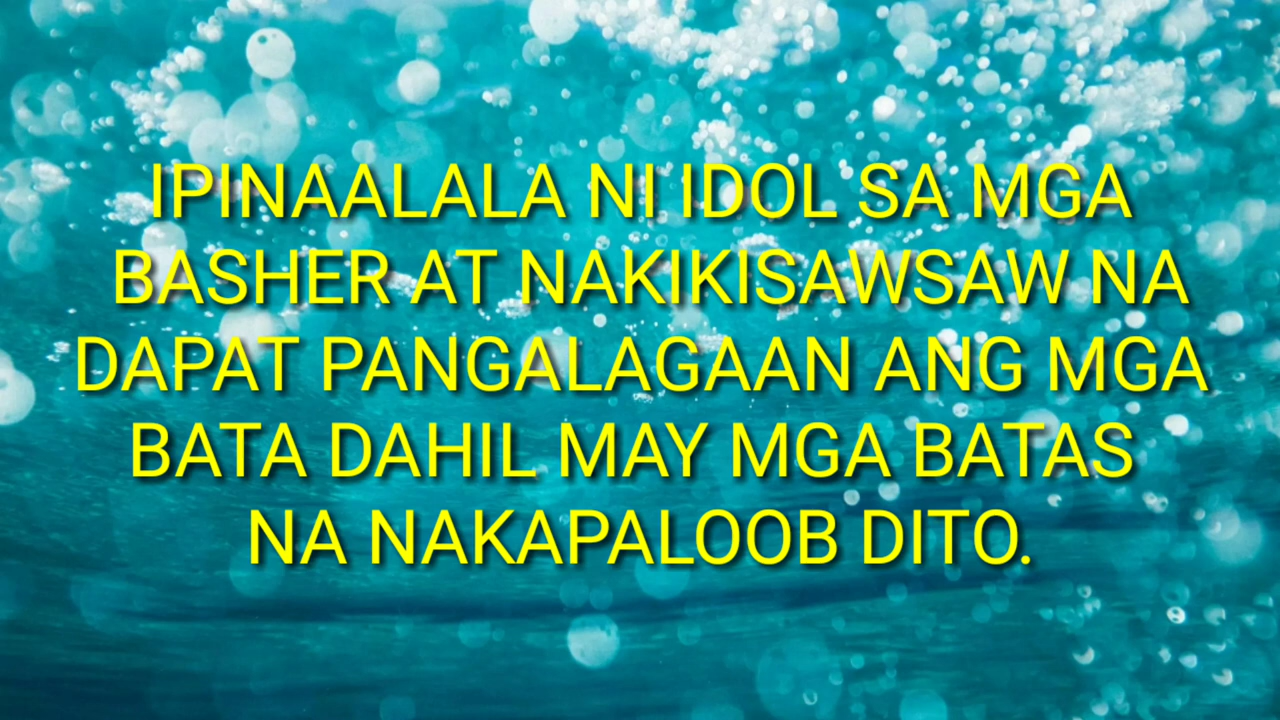 IPINAALALA NI IDOL SA MGA
BASHER AT NAKIKISAWSAW NA
DAPAT PANGALAGAAN ANG MGA
BATA DAHIL MAY MGA BATAS
NA NAKAPALOOB DITO.